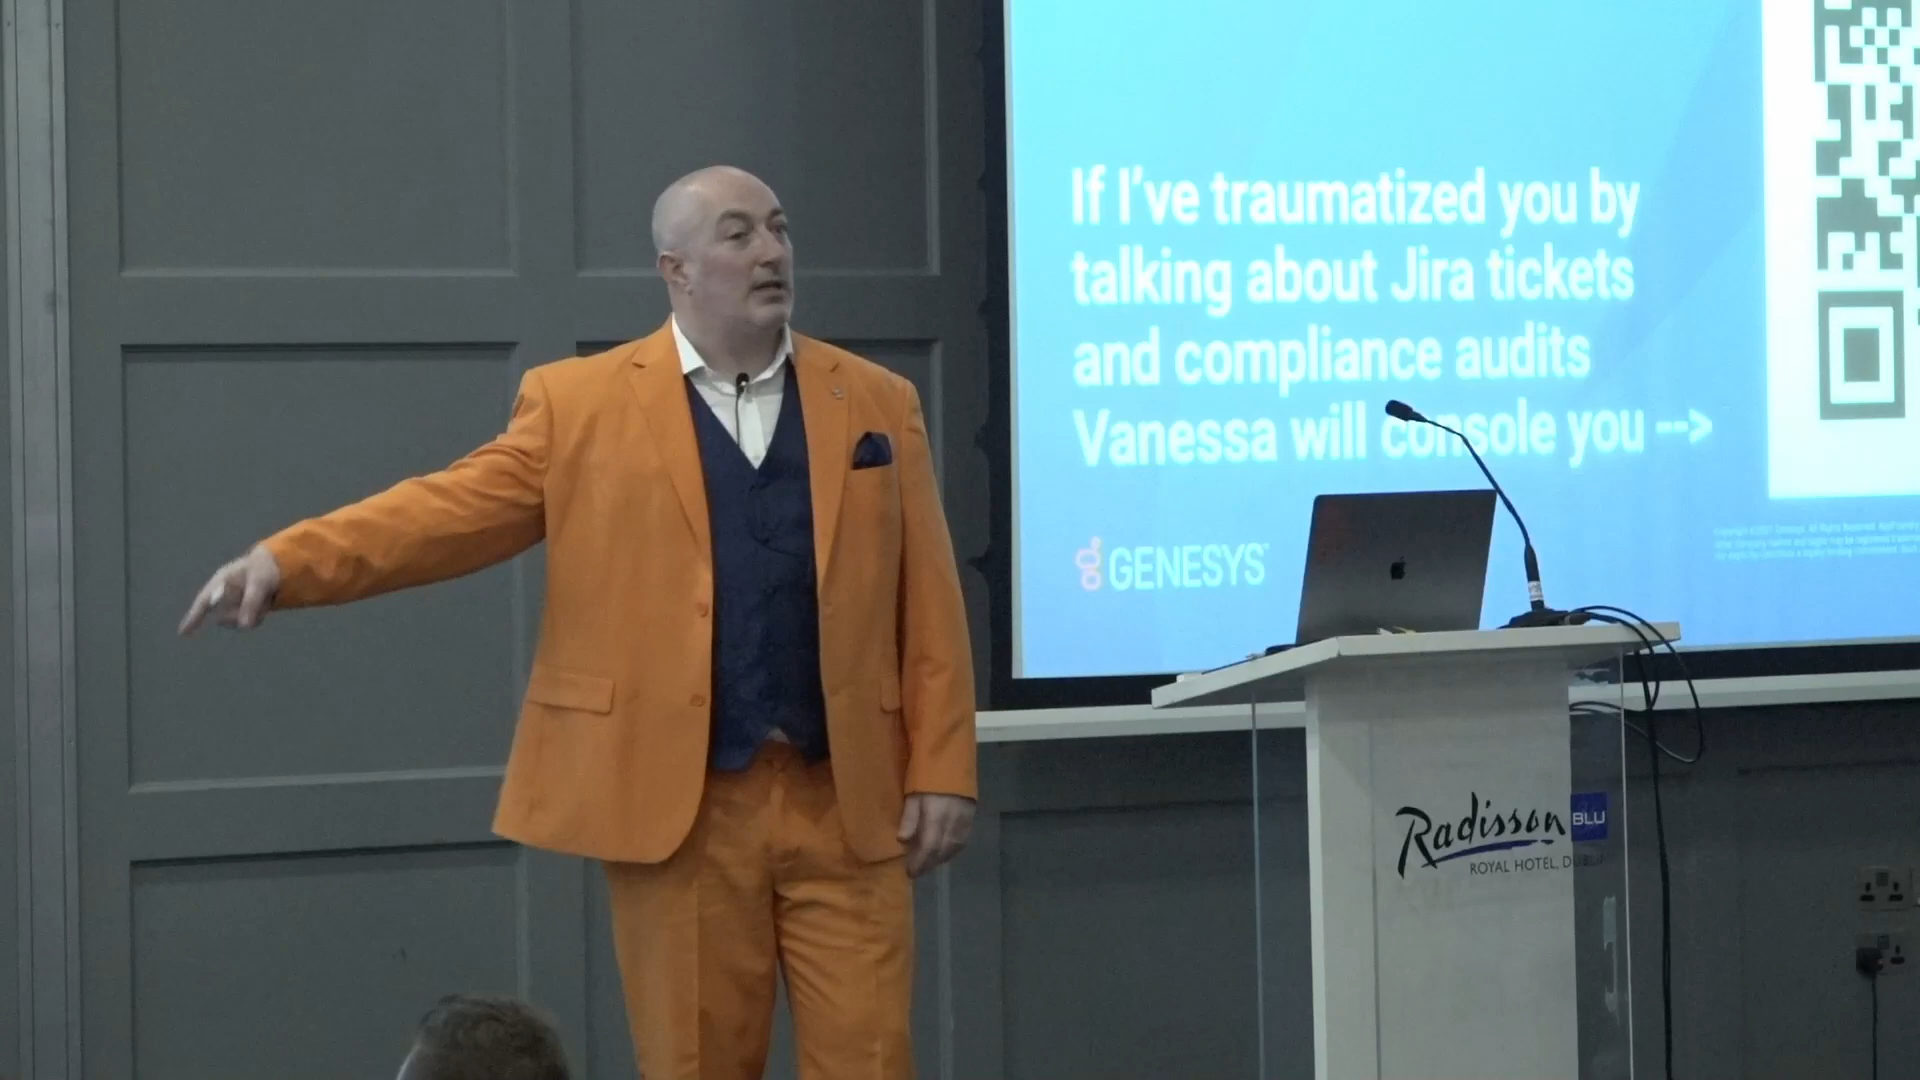 If I've traumatized you by
talking about Jira tickets
and compliance audits
Vanessa will console you -->
GENESYS
Radisson BLU
ROYAL HOTEL, DUBLIN